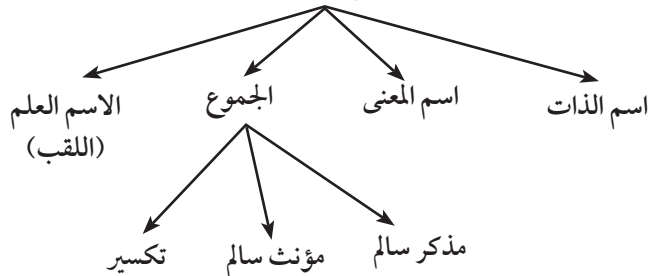 اسم الذات
اسم المعنى
الجموع
الاسم العلم
(اللقب)
مذكر سالم
مؤنث سالم
تكسير